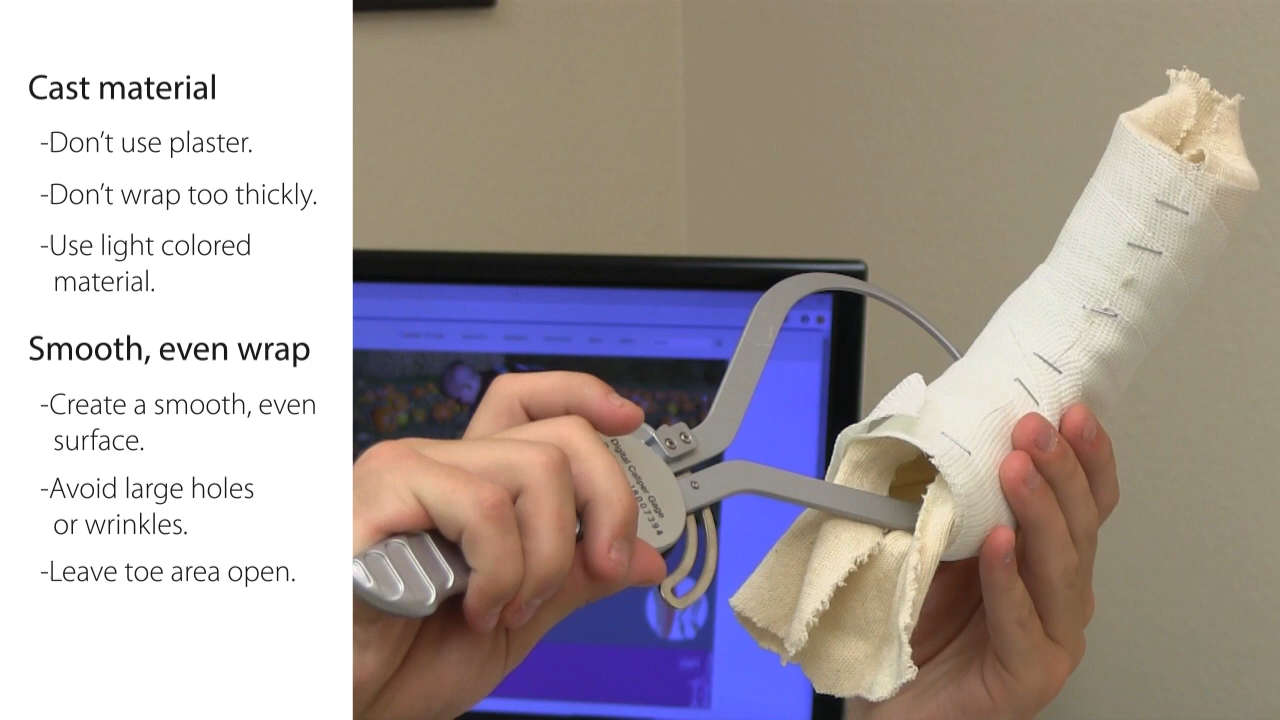 Cast material
-Don’t use plaster.
-Don’t wrap too thickly.
-Use light colored
material.
Smooth, even wrap
-Create a smooth, even
surface.
-Avoid large holes
or wrinkles.
-Leave toe area open.
Digital Caliper Gage